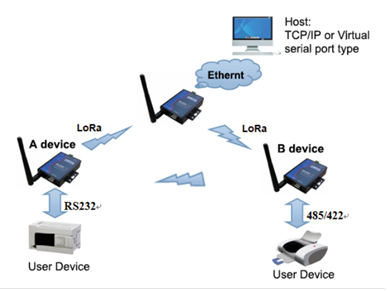 Host:
TCP/IP or Virtual
serial port type
Ethernt
LoRa
LoRa
A device
B device
RS232
485/422
User Device
User Device